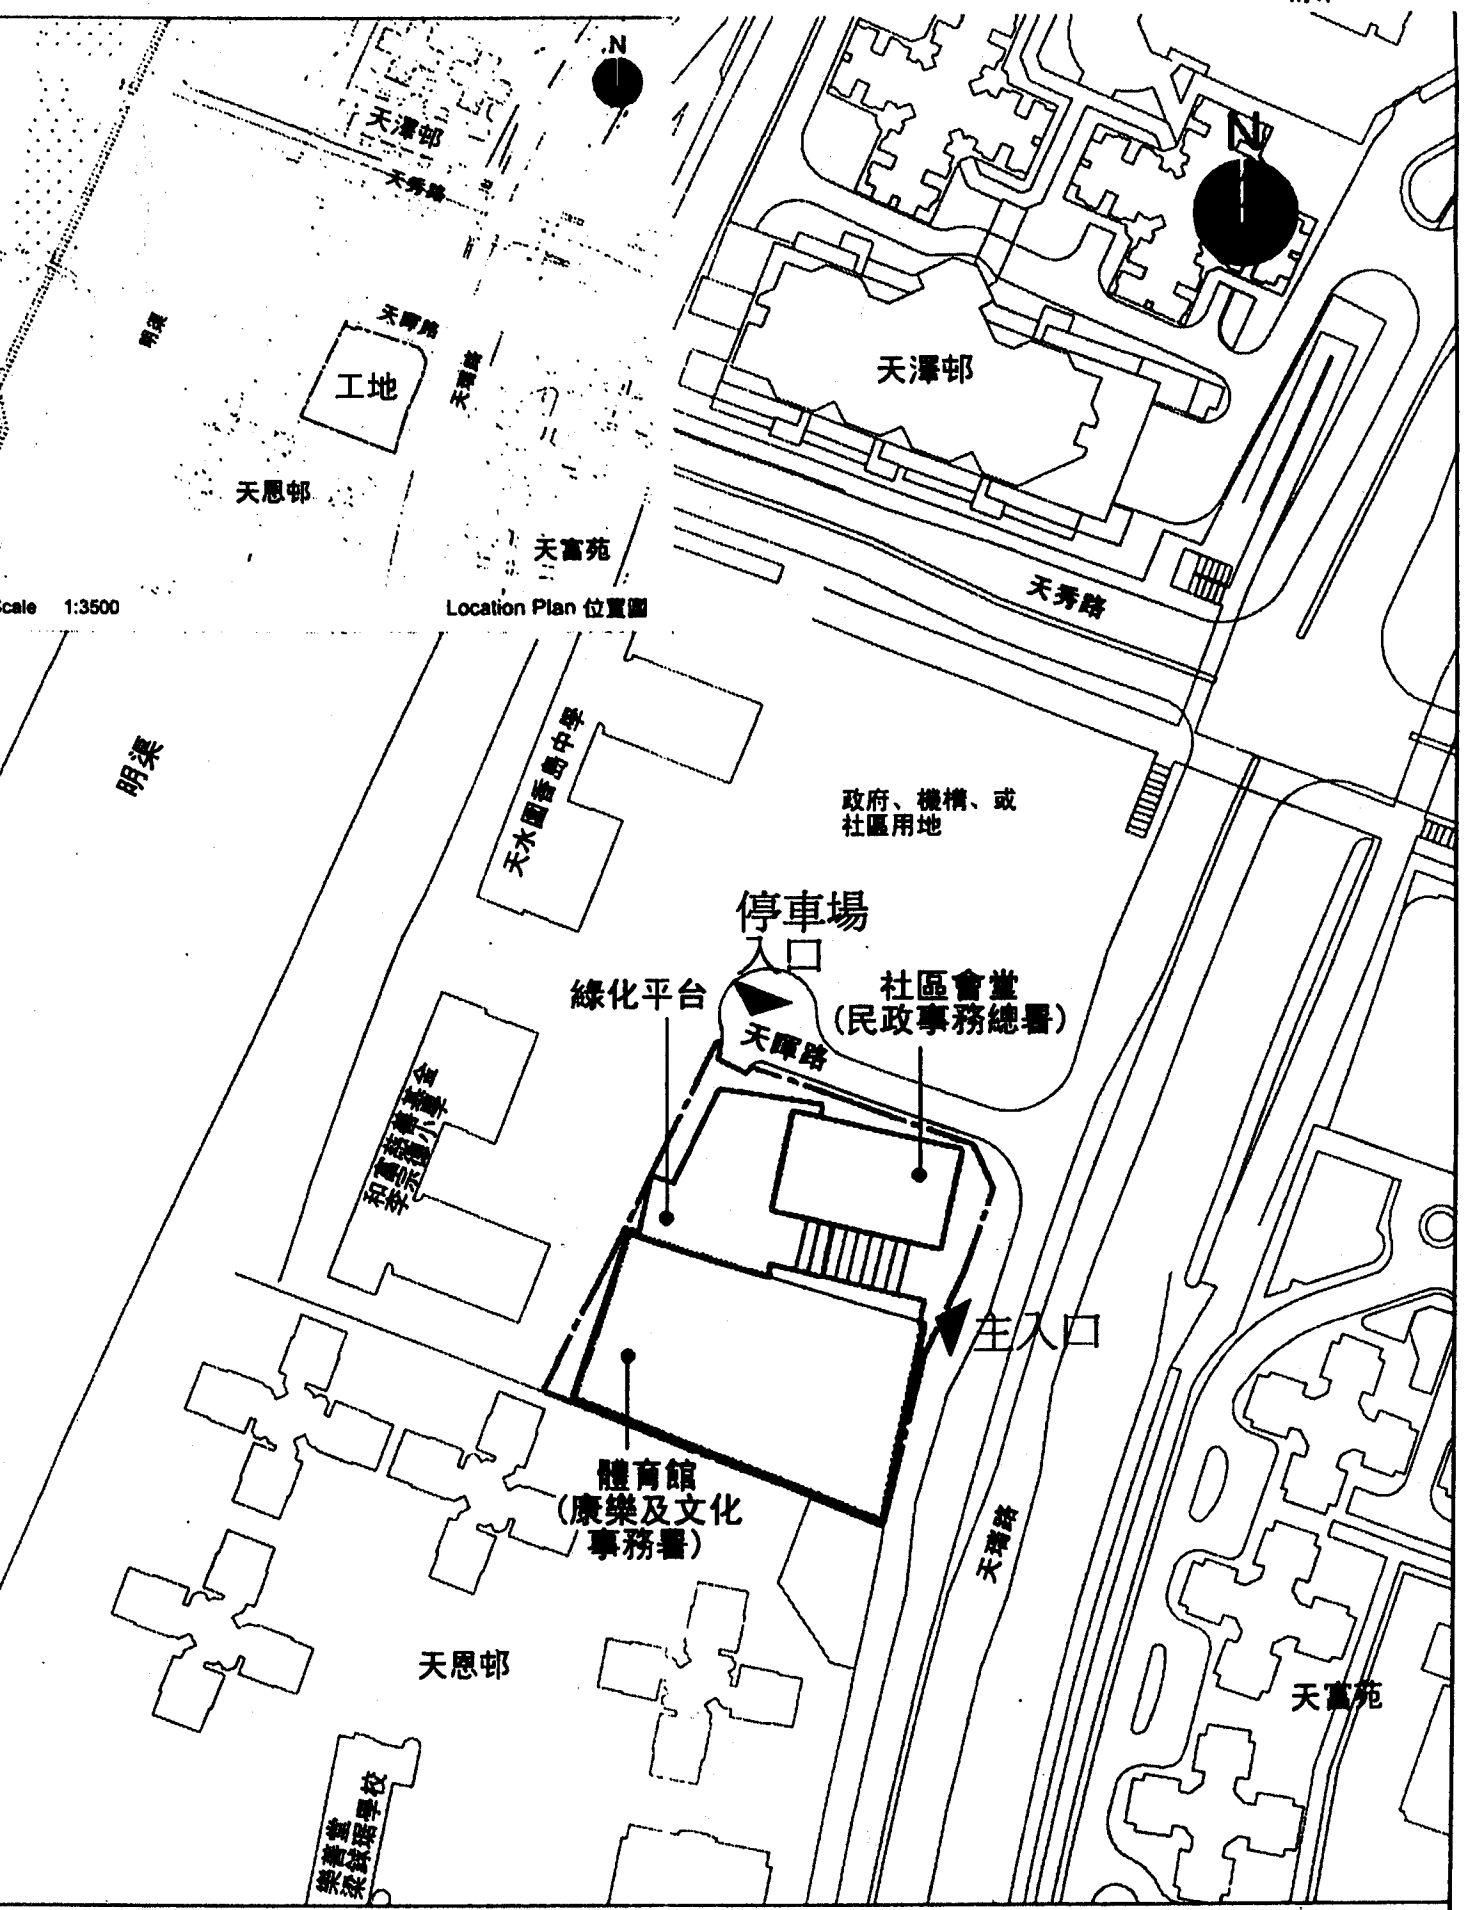 N
天澤邨
天秀路
明渠
天暉路
工地
天瑞路
天恩邨
天富苑
Scale 1:3500
Location Plan 位置圖
N
天澤邨
天秀路
明渠
天水圍香島中學
政府、機構、或
社區用地
停車場
入口
綠化平台
社區會堂
(民政事務總署)
天暉路
和富慈善基金
李宗德小學
主入口
體育館
(康樂及文化
事務署)
天瑞路
天恩邨
天富苑
樂善堂
梁銶琚學校